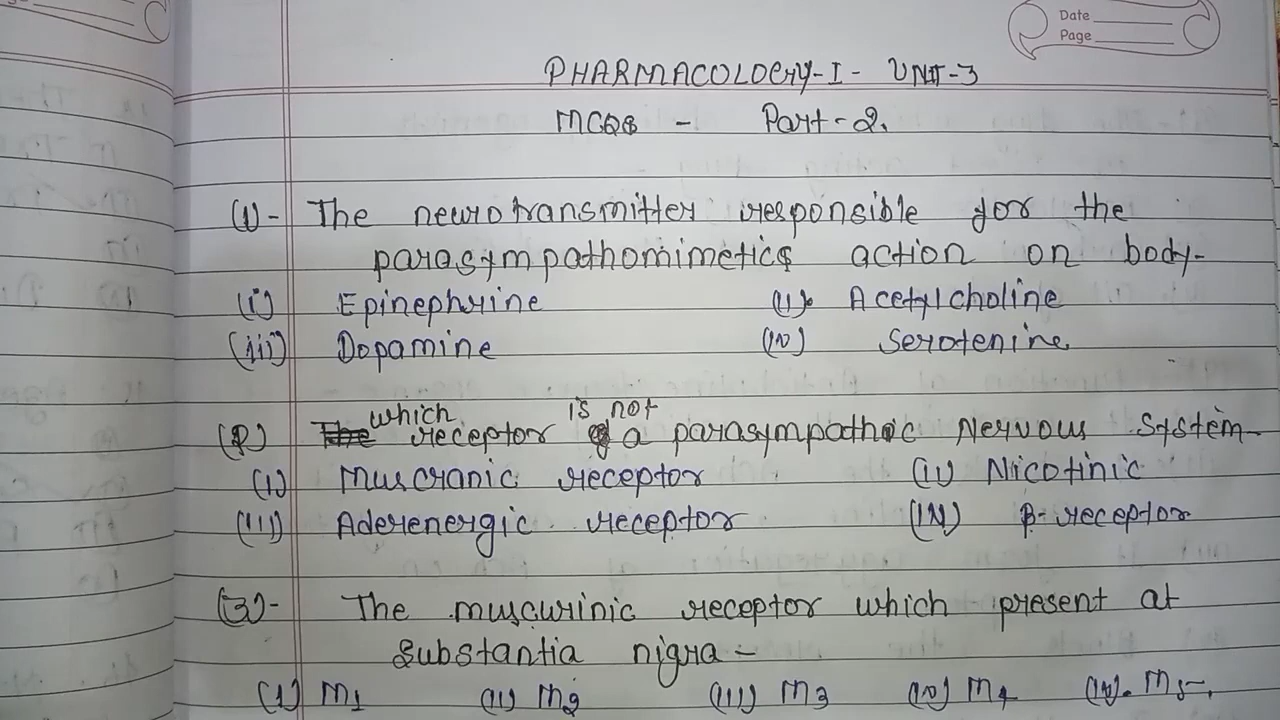 Date
Page
PHARMACOLOGY-I- UNIT-3
MCQS - Part-2.
(1)- The neurotransmitter responsible for the
parasympathomimetics action on body-
(i) Epinephrine (ii) Acetylcholine
(iii) Dopamine (iv) Serotenine
(2) which receptor is not a parasympathoic Nervous System-
(i) Muscranic receptor (ii) Nicotinic
(iii) Aderenergic receptor (iv) β-receptor
(3)- The muscurinic receptor which present at
substantia nigra-
(i) M1 (ii) M2 (iii) M3 (iv) M4 (v). M5-.